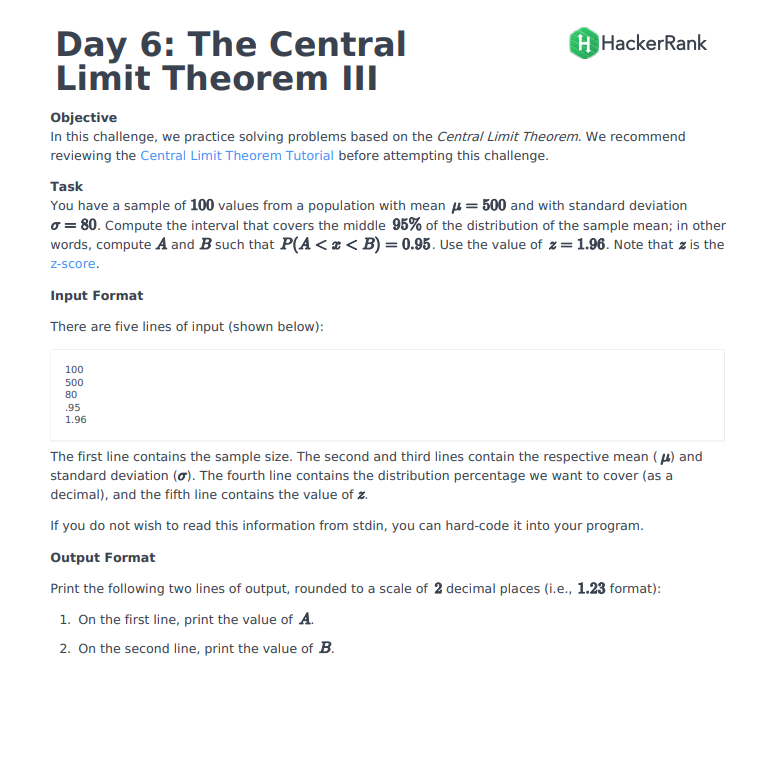 Day 6: The Central
Limit Theorem III
HackerRank
Objective
In this challenge, we practice solving problems based on the Central Limit Theorem. We recommend
reviewing the Central Limit Theorem Tutorial before attempting this challenge.
Task
You have a sample of 100 values from a population with mean μ = 500 and with standard deviation
σ = 80. Compute the interval that covers the middle 95% of the distribution of the sample mean; in other
words, compute A and B such that P(A < x < B) = 0.95. Use the value of z = 1.96. Note that z is the
z-score.
Input Format
There are five lines of input (shown below):
100
500
80
.95
1.96
The first line contains the sample size. The second and third lines contain the respective mean (μ) and
standard deviation (σ). The fourth line contains the distribution percentage we want to cover (as a
decimal), and the fifth line contains the value of z.
If you do not wish to read this information from stdin, you can hard-code it into your program.
Output Format
Print the following two lines of output, rounded to a scale of 2 decimal places (i.e., 1.23 format):
1. On the first line, print the value of A.
2. On the second line, print the value of B.